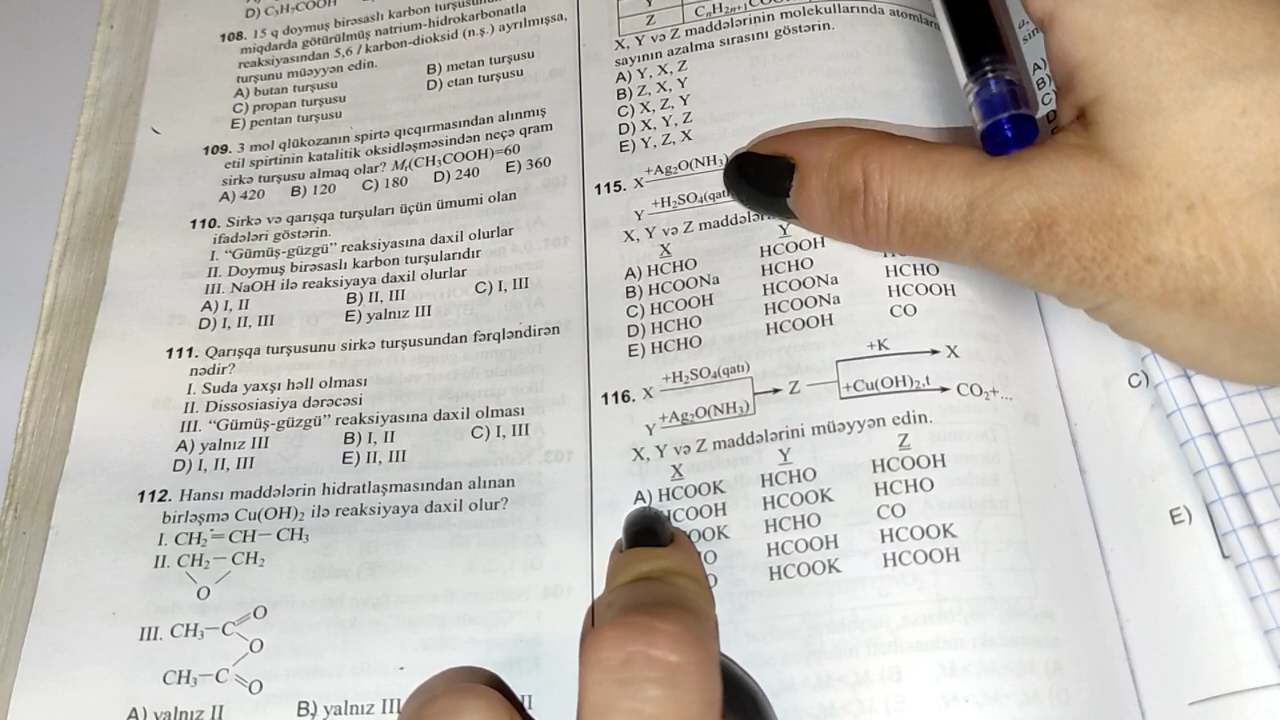 D) C₃H₇COOH
108. 15 q doymuş birəsaslı karbon turşusunun
miqdarda götürülmüş natrium-hidrokarbonatla
reaksiyasından 5,6 l karbon-dioksid (n.ş.) ayrılmışsa,
turşunu müəyyən edin.
A) butan turşusu B) metan turşusu
C) propan turşusu D) etan turşusu
E) pentan turşusu
109. 3 mol qlükozanın spirtə qıcqırmasından alınmış
etil spirtinin katalitik oksidləşməsindən neçə qram
sirkə turşusu almaq olar? Mᵣ(CH₃COOH)=60
A) 420 B) 120 C) 180 D) 240 E) 360
110. Sirkə və qarışqa turşuları üçün ümumi olan
ifadələri göstərin.
I. “Gümüş-güzgü” reaksiyasına daxil olurlar
II. Doymuş birəsaslı karbon turşularıdır
III. NaOH ilə reaksiyaya daxil olurlar
A) I, II B) II, III C) I, III
D) I, II, III E) yalnız III
111. Qarışqa turşusunu sirkə turşusundan fərqləndirən
nədir?
I. Suda yaxşı həll olması
II. Dissosiasiya dərəcəsi
III. “Gümüş-güzgü” reaksiyasına daxil olması
A) yalnız III B) I, II C) I, III
D) I, II, III E) II, III
112. Hansı maddələrin hidratlaşmasından alınan
birləşmə Cu(OH)₂ ilə reaksiyaya daxil olur?
I. CH₂=CH−CH₃
II. CH₂−CH₂
O
III. CH₃−C O
O
CH₃−C O
A) yalnız II B) yalnız III II
Y
Z
X, Y və Z maddələrinin molekullarında atomların
sayının azalma sırasını göstərin.
A) Y, X, Z
B) Z, X, Y
C) X, Z, Y
D) X, Y, Z
E) Y, Z, X
115. X +Ag₂O(NH₃)
Y +H₂SO₄(qatı
X, Y və Z
X Y
A) HCHO HCOOH
B) HCOONa HCHO HCHO
C) HCOOH HCOONa HCOOH
D) HCHO HCOONa CO
E) HCHO HCOOH
116. X +H₂SO₄(qatı) Z +K X
Y +Ag₂O(NH₃) +Cu(OH)₂,t CO₂+...
X, Y və Z maddələrini müəyyən edin.
X Y Z
A) HCOOK HCHO HCOOH
HCOOH HCOOK HCHO
OOK HCHO CO
O HCOOH HCOOK
HCOOK HCOOH
A)
B)
C
D
C)
E)